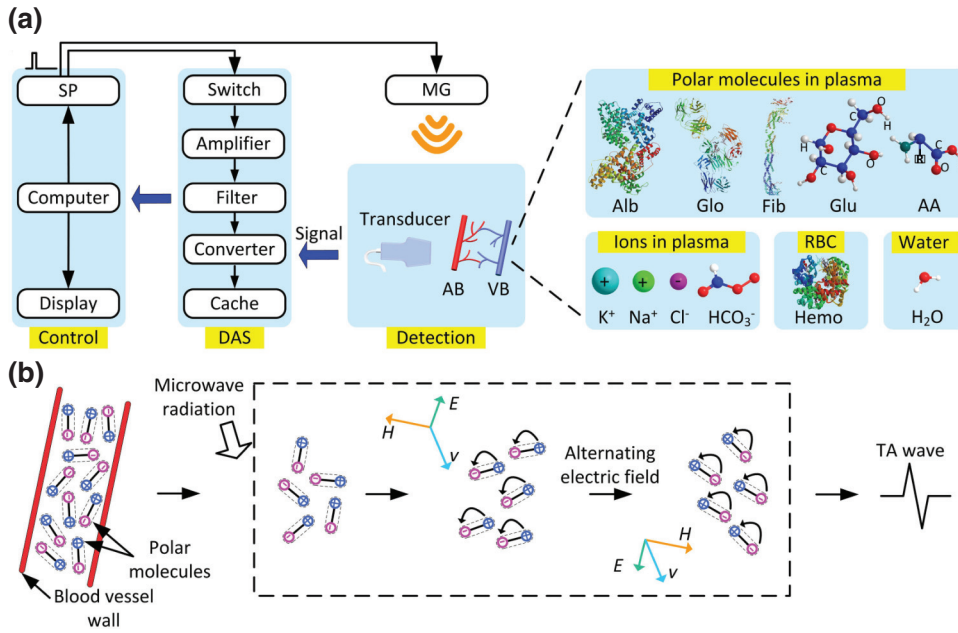 (a)
SP
Computer
Display
Control
Switch
Amplifier
Filter
Converter
Cache
DAS
MG
Signal
Transducer
AB
VB
Detection
Polar molecules in plasma
C
O
H
H
C
O
Alb
Glo
Fib
Glu
R
C
O
AA
Ions in plasma
+
+
-
K⁺
Na⁺
Cl⁻
HCO₃⁻
RBC
Hemo
Water
H₂O
(b)
Microwave
radiation
Polar
molecules
Blood vessel
wall
H
E
v
Alternating
electric field
H
E
v
TA wave